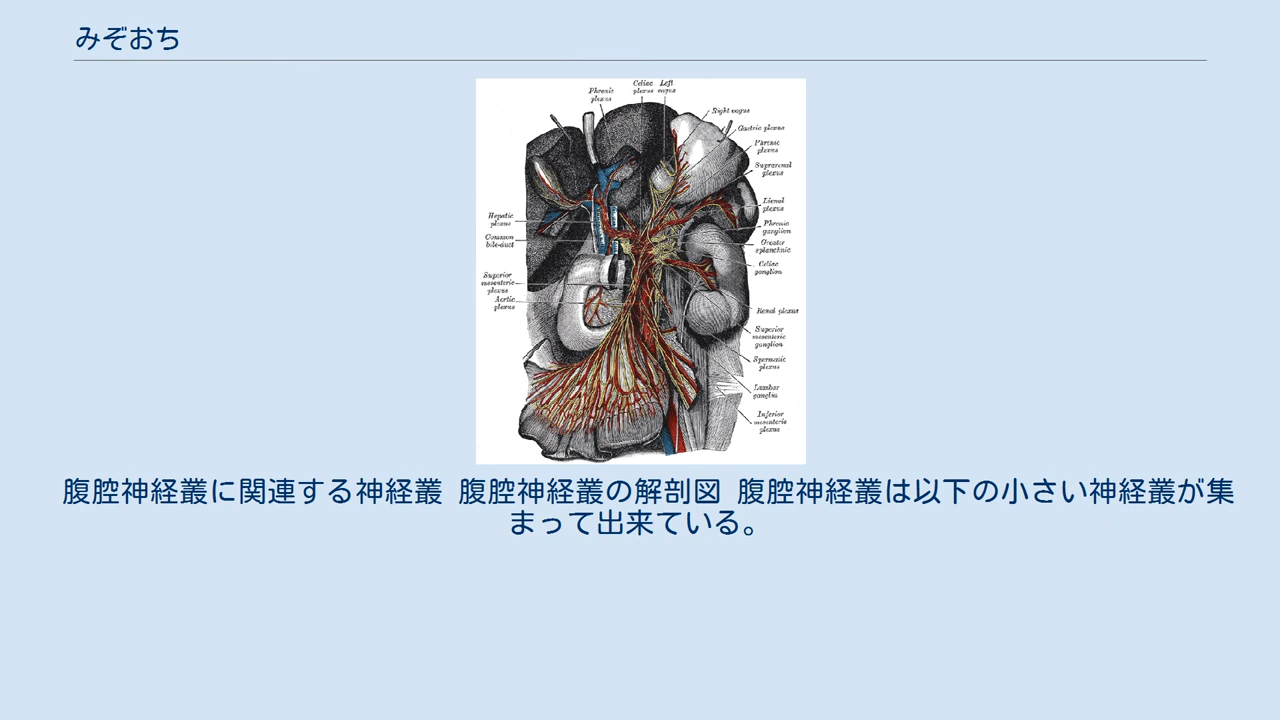 みぞおち
Celiac Left
plexus vagus
Phrenic
plexus
Right vagus
Gastric plexus
Phrenic
plexus
Suprarenal
plexus
Lienal
plexus
Hepatic
plexus
Phrenic
ganglion
Common
bile-duct
Greater
splanchnic
Celiac
ganglion
Superior
mesenteric
plexus
Aortic
plexus
Renal plexus
Superior
mesenteric
ganglion
Spermatic
plexus
Lumbar
ganglia
Inferior
mesenteric
plexus
腹腔神経叢に関連する神経叢 腹腔神経叢の解剖図 腹腔神経叢は以下の小さい神経叢が集
まって出来ている。